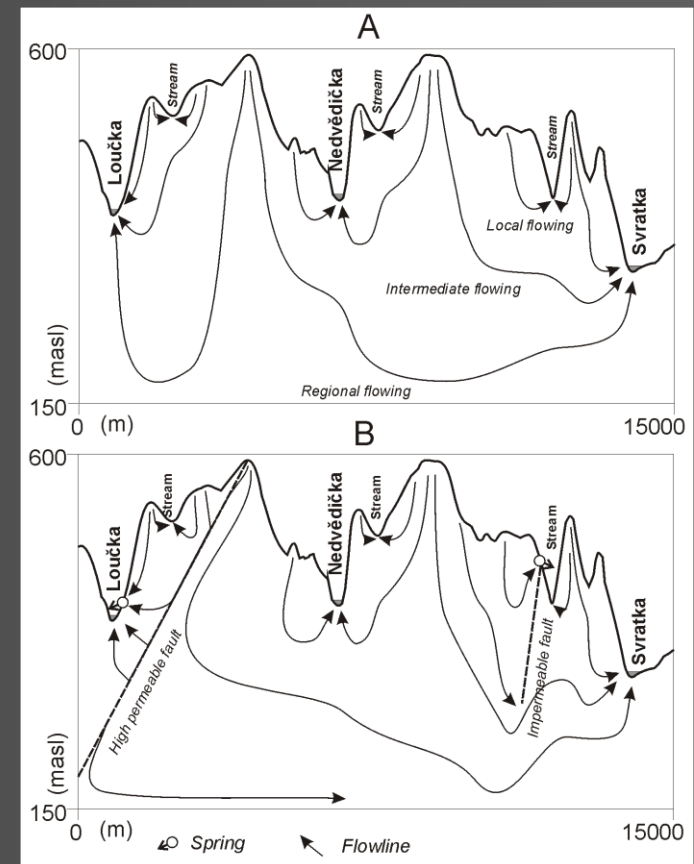 A
600
Loučka
Stream
Nedvědička
Stream
Stream
Svratka
Local flowing
Intermediate flowing
Regional flowing
(masl)
150
0 (m) 15000
B
600
Loučka
Stream
Nedvědička
Stream
Stream
Svratka
High permeable fault
Impermeable fault
(masl)
150
0 (m) 15000
Spring Flowline